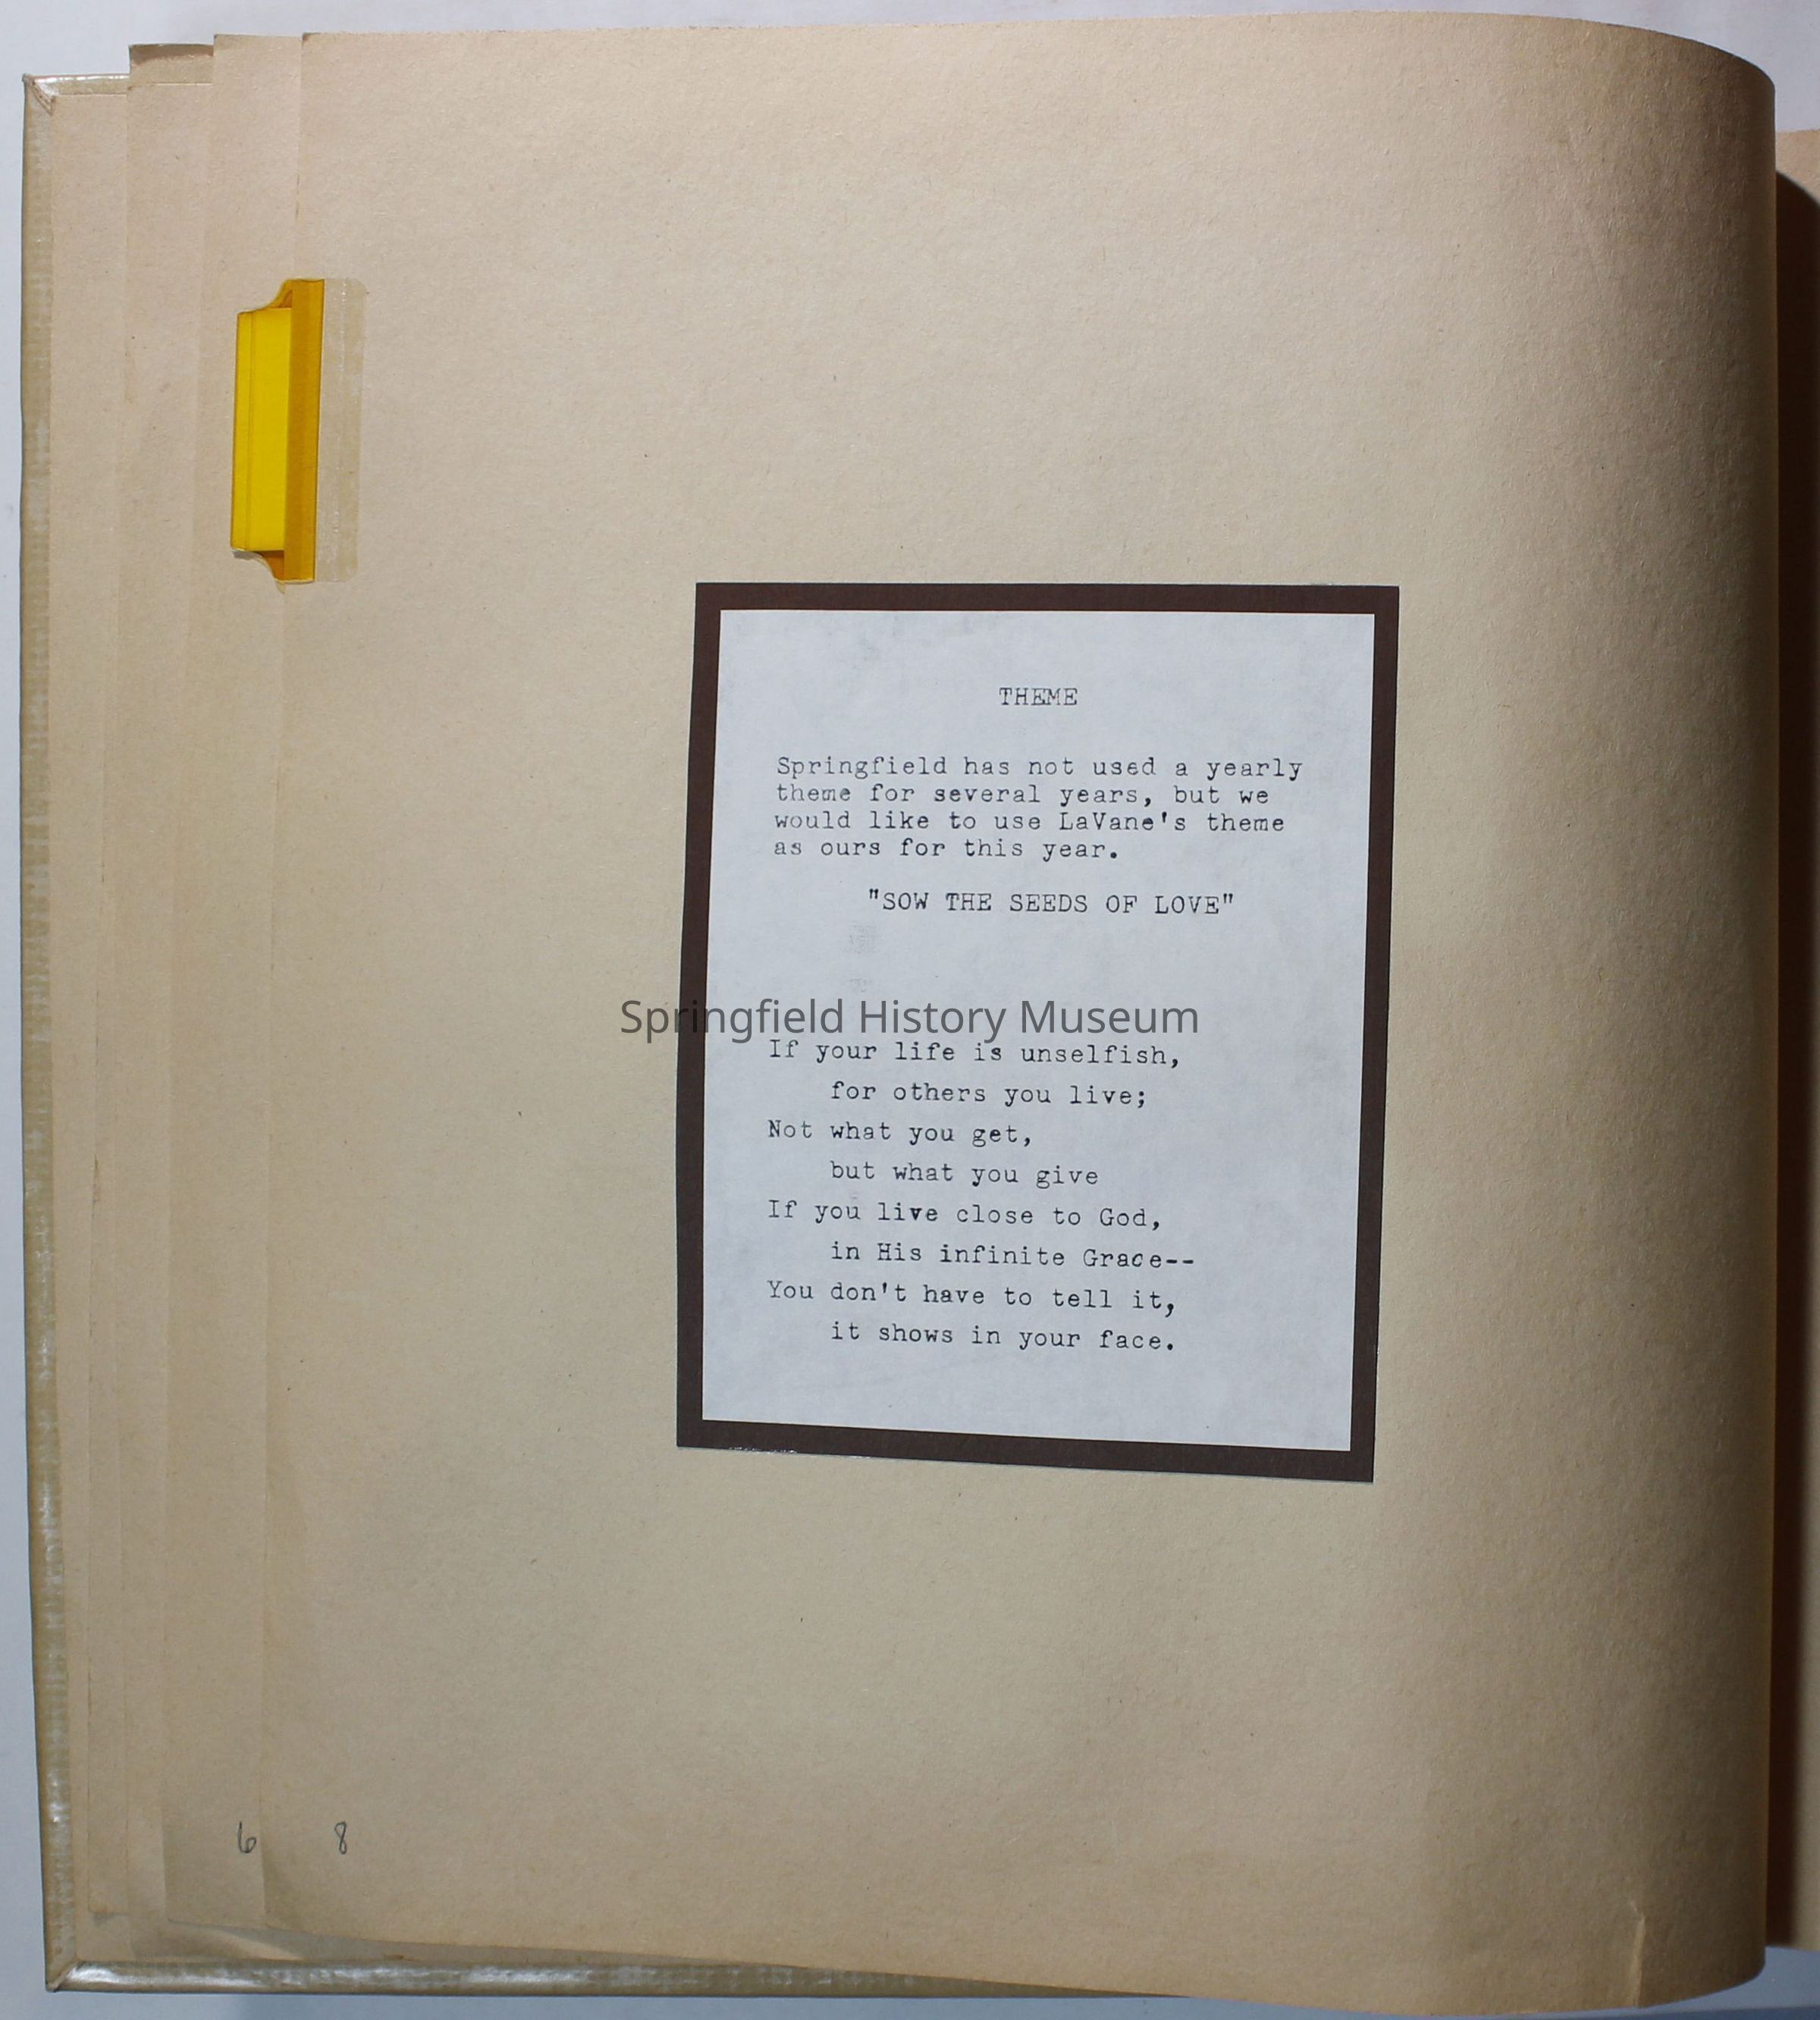 THEME
Springfield has not used a yearly
theme for several years, but we
would like to use LaVane's theme
as ours for this year.
"SOW THE SEEDS OF LOVE"
Springfield History Museum
If your life is unselfish,
for others you live;
Not what you get,
but what you give
If you live close to God,
in His infinite Grace--
You don't have to tell it,
it shows in your face.
6 8